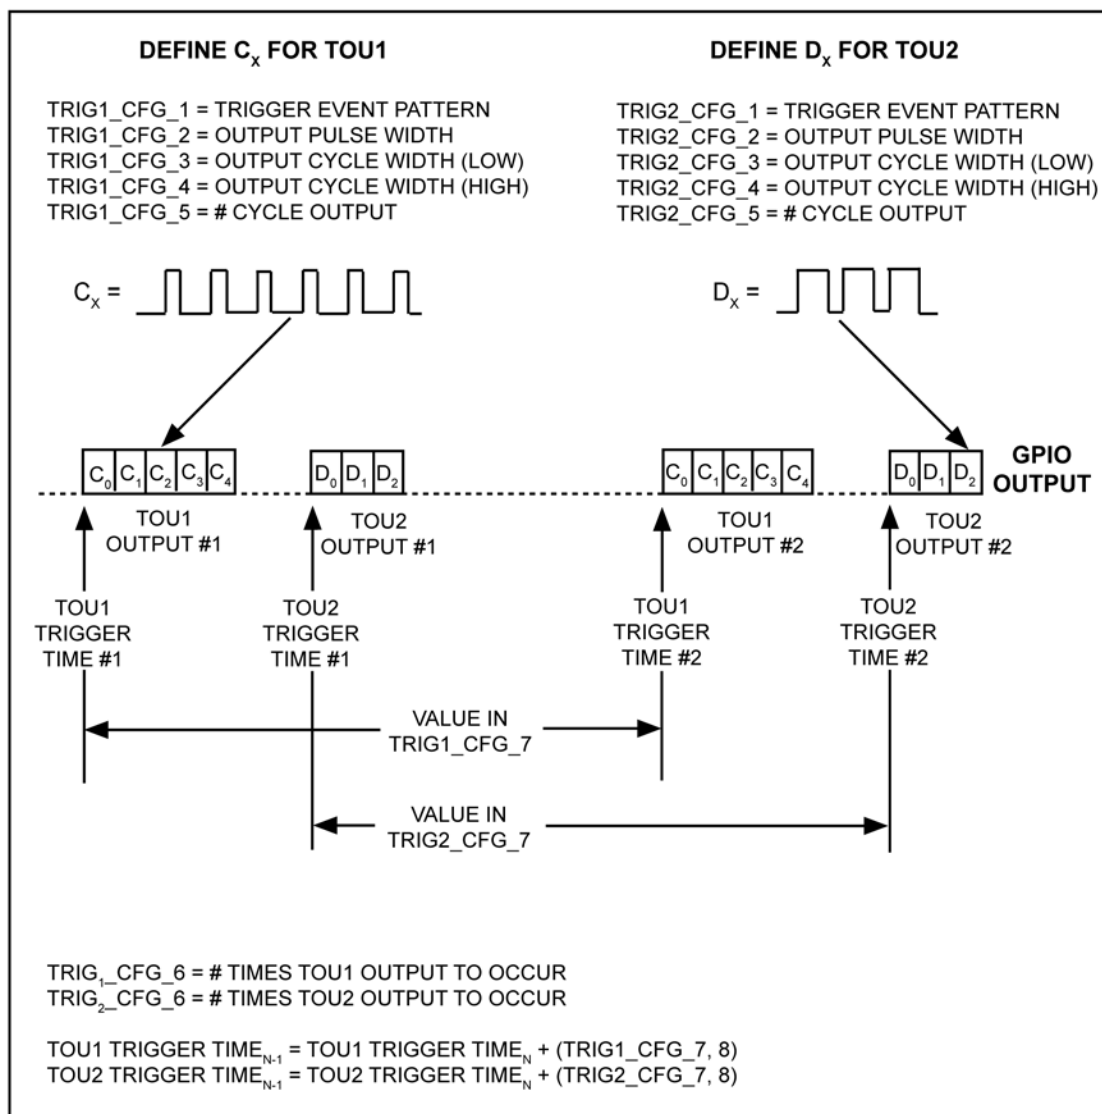 DEFINE Cₓ FOR TOU1
TRIG1_CFG_1 = TRIGGER EVENT PATTERN
TRIG1_CFG_2 = OUTPUT PULSE WIDTH
TRIG1_CFG_3 = OUTPUT CYCLE WIDTH (LOW)
TRIG1_CFG_4 = OUTPUT CYCLE WIDTH (HIGH)
TRIG1_CFG_5 = # CYCLE OUTPUT
Cₓ =
DEFINE Dₓ FOR TOU2
TRIG2_CFG_1 = TRIGGER EVENT PATTERN
TRIG2_CFG_2 = OUTPUT PULSE WIDTH
TRIG2_CFG_3 = OUTPUT CYCLE WIDTH (LOW)
TRIG2_CFG_4 = OUTPUT CYCLE WIDTH (HIGH)
TRIG2_CFG_5 = # CYCLE OUTPUT
Dₓ =
C₀ C₁ C₂ C₃ C₄
D₀ D₁ D₂
C₀ C₁ C₂ C₃ C₄
D₀ D₁ D₂
GPIO
OUTPUT
TOU1
OUTPUT #1
TOU2
OUTPUT #1
TOU1
OUTPUT #2
TOU2
OUTPUT #2
TOU1
TRIGGER
TIME #1
TOU2
TRIGGER
TIME #1
TOU1
TRIGGER
TIME #2
TOU2
TRIGGER
TIME #2
VALUE IN
TRIG1_CFG_7
VALUE IN
TRIG2_CFG_7
TRIG₁_CFG_6 = # TIMES TOU1 OUTPUT TO OCCUR
TRIG₂_CFG_6 = # TIMES TOU2 OUTPUT TO OCCUR
TOU1 TRIGGER TIME_N-1 = TOU1 TRIGGER TIME_N + (TRIG1_CFG_7, 8)
TOU2 TRIGGER TIME_N-1 = TOU2 TRIGGER TIME_N + (TRIG2_CFG_7, 8)